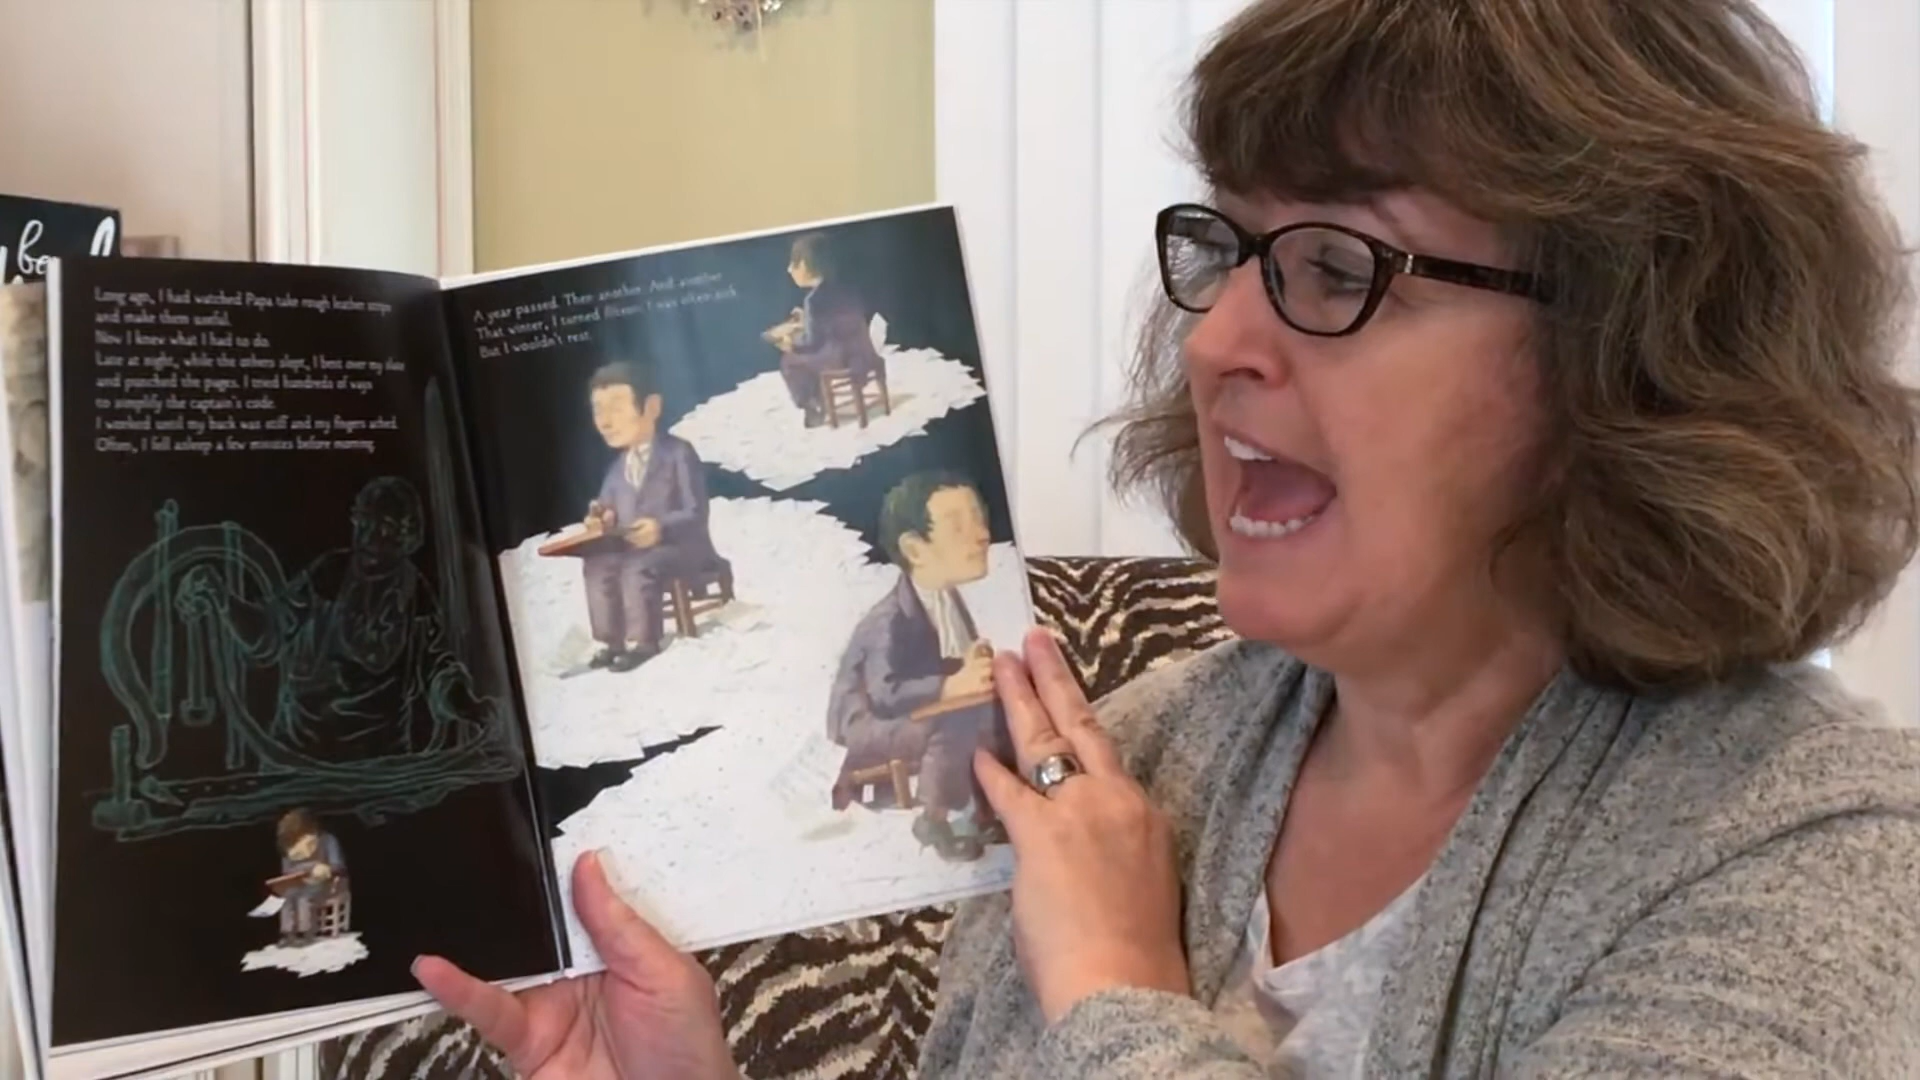 be
Long ago, I had watched Papa take rough leather strips
and make them useful.
Now I knew what I had to do.
Late at night, while the others slept, I bent over my slate
and punched the pages. I tried hundreds of ways
to simplify the captain's code.
I worked until my back was stiff and my fingers ached.
Often, I fell asleep a few minutes before morning.
A year passed. Then another. And another.
That winter, I turned fifteen. I was often sick.
But I wouldn't rest.